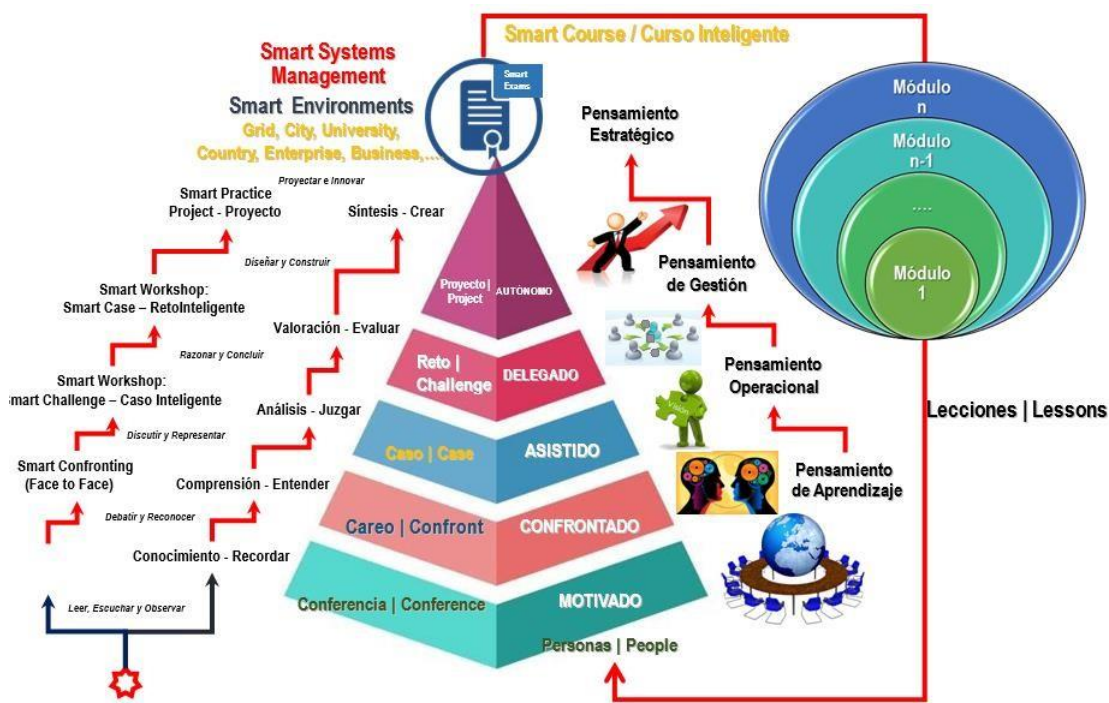 Smart Course / Curso Inteligente
Smart Systems
Management
Smart Environments
Grid, City, University,
Country, Enterprise, Business,....
Smart
Exams
Proyectar e Innovar
Smart Practice
Project - Proyecto
Síntesis - Crear
Diseñar y Construir
Smart Workshop:
Smart Case – RetoInteligente
Valoración - Evaluar
Razonar y Concluir
Smart Workshop:
mart Challenge – Caso Inteligente
Análisis - Juzgar
Discutir y Representar
Smart Confronting
(Face to Face)
Comprensión - Entender
Debatir y Reconocer
Conocimiento - Recordar
Leer, Escuchar y Observar
Proyecto |
Project
AUTÓNOMO
Reto |
Challenge
DELEGADO
Caso | Case
ASISTIDO
Careo | Confront
CONFRONTADO
Conferencia | Conference
MOTIVADO
Personas | People
Pensamiento
Estratégico
Pensamiento
de Gestión
Pensamiento
Operacional
Visión
Pensamiento
de Aprendizaje
Módulo
n
Módulo
n-1
....
Módulo
1
Lecciones | Lessons